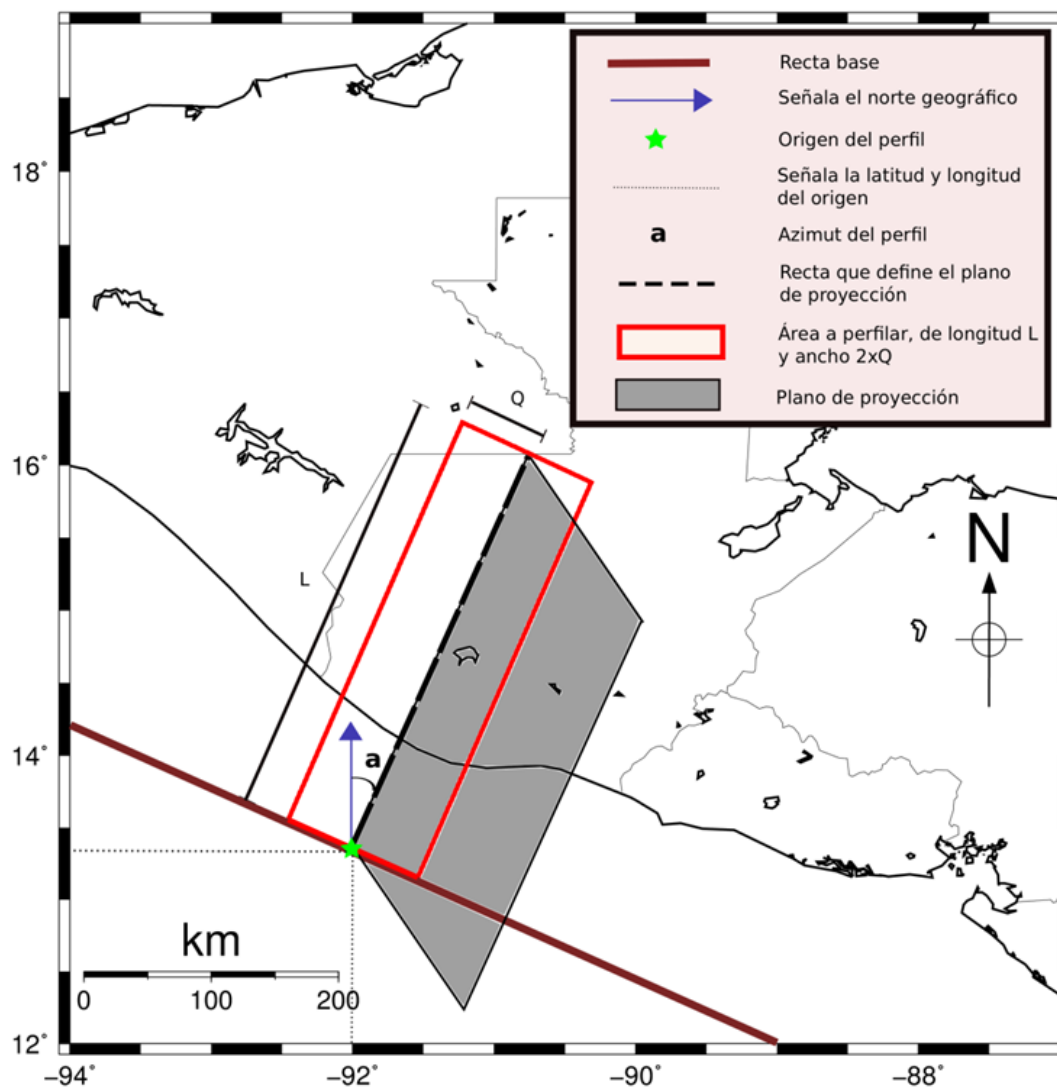 Recta base
Señala el norte geográfico
Origen del perfil
Señala la latitud y longitud
del origen
a
Azimut del perfil
Recta que define el plano
de proyección
Área a perfilar, de longitud L
y ancho 2xQ
Plano de proyección
18°
16°
14°
12°
Q
L
N
a
km
0
100
200
-94°
-92°
-90°
-88°